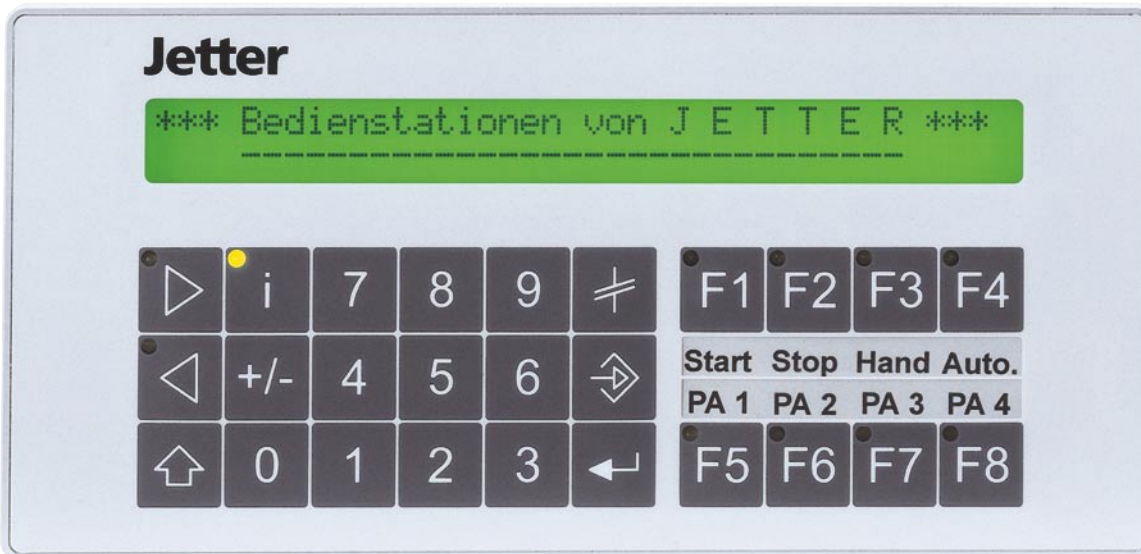 Jetter
*** Bedienstationen von J E T T E R ***
-------------------------------
i 7 8 9
+/- 4 5 6
0 1 2 3
F1 F2 F3 F4
Start Stop Hand Auto.
PA 1 PA 2 PA 3 PA 4
F5 F6 F7 F8